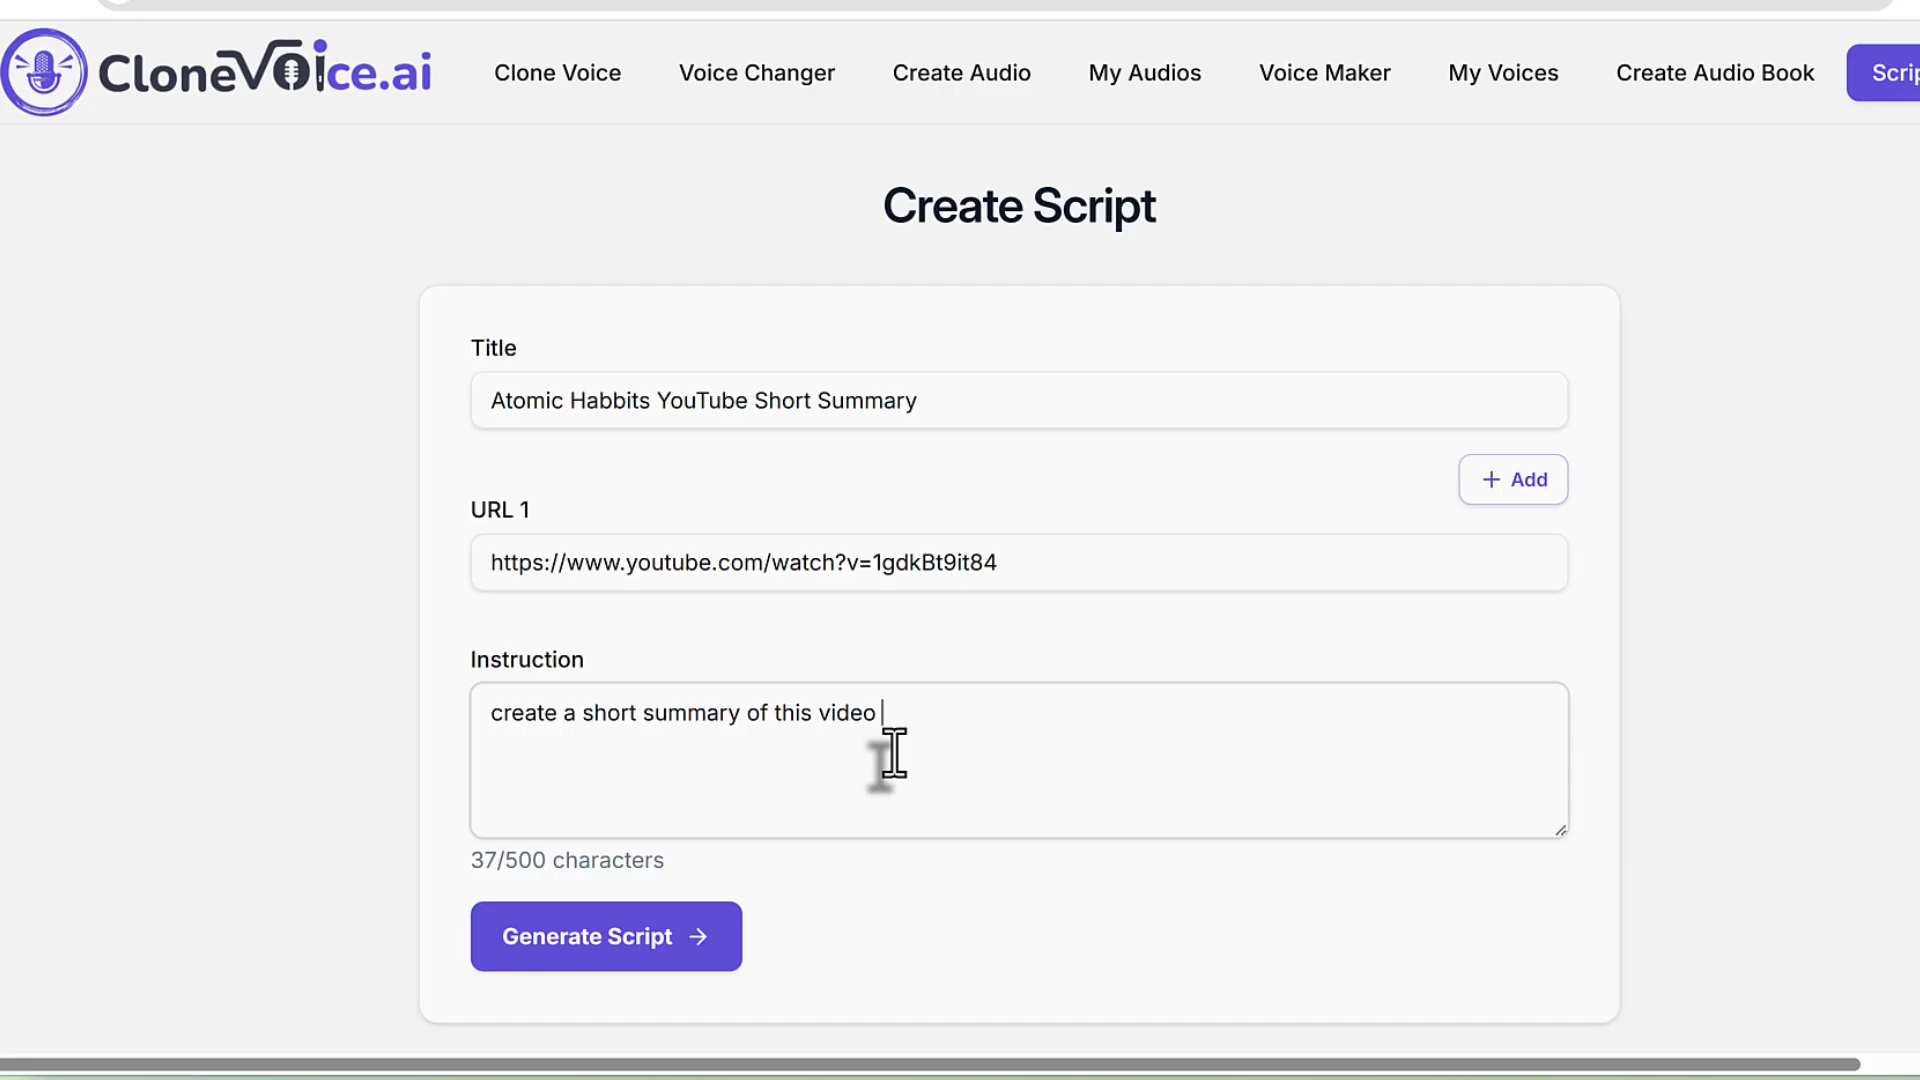 CloneVoice.ai
Clone Voice
Voice Changer
Create Audio
My Audios
Voice Maker
My Voices
Create Audio Book
Scrip
Create Script
Title
Atomic Habbits YouTube Short Summary
+ Add
URL 1
https://www.youtube.com/watch?v=1gdkBt9it84
Instruction
create a short summary of this video
37/500 characters
Generate Script →